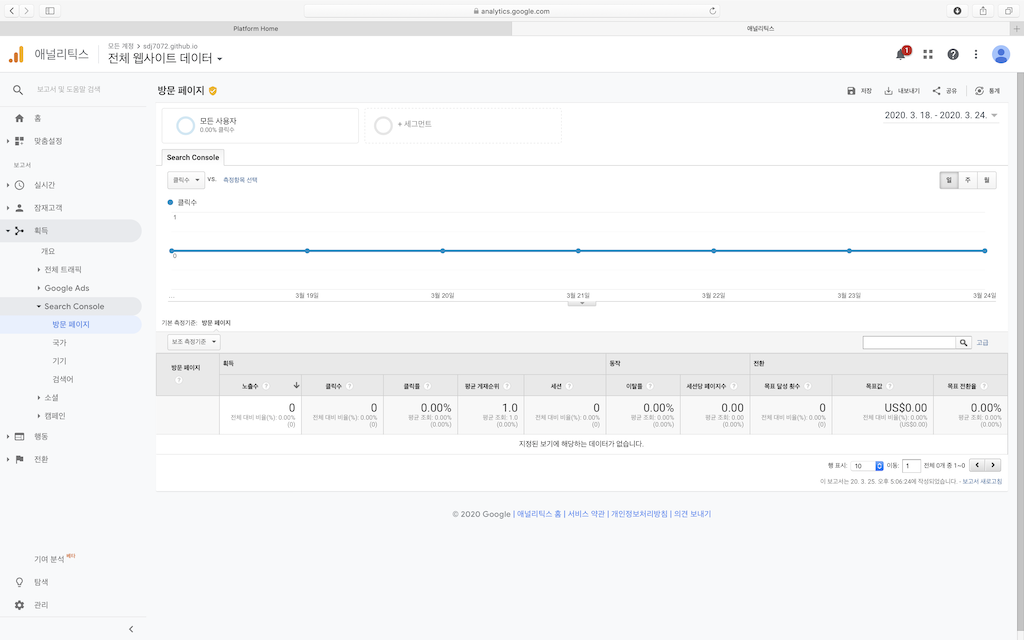 analytics.google.com
Platform Home
애널리틱스
애널리틱스
모든 계정 > sdj7072.github.io
전체 웹사이트 데이터
1
보고서 및 도움말 검색
홈
맞춤설정
보고서
실시간
잠재고객
획득
개요
전체 트래픽
Google Ads
Search Console
방문 페이지
국가
기기
검색어
소셜
캠페인
행동
전환
기여 분석 베타
탐색
관리
방문 페이지
저장
내보내기
공유
통계
모든 사용자
0.00% 클릭수
+ 세그먼트
2020. 3. 18. - 2020. 3. 24.
Search Console
클릭수
VS.
측정항목 선택
일
주
월
클릭수
1
0
...
3월 19일
3월 20일
3월 21일
3월 22일
3월 23일
3월 24일
기본 측정기준: 방문 페이지
보조 측정기준
고급
방문 페이지
획득
동작
전환
노출수
클릭수
클릭률
평균 게재순위
세션
이탈률
세션당 페이지수
목표 달성 횟수
목표값
목표 전환율
0
전체 대비 비율(%): 0.00%
(0)
0
전체 대비 비율(%): 0.00%
(0)
0.00%
평균 조회: 0.00%
(0.00%)
1.0
평균 조회: 1.0
(0.00%)
0
전체 대비 비율(%): 0.00%
(0)
0.00%
평균 조회: 0.00%
(0.00%)
0.00
평균 조회: 0.00
(0.00%)
0
전체 대비 비율(%): 0.00%
(0)
US$0.00
전체 대비 비율(%): 0.00%
(US$0.00)
0.00%
평균 조회: 0.00%
(0.00%)
지정된 보기에 해당하는 데이터가 없습니다.
행 표시: 10 이동: 1 전체 0개 중 1~0
이 보고서는 20. 3. 25. 오후 5:06:24에 작성되었습니다. - 보고서 새로고침
© 2020 Google | 애널리틱스 홈 | 서비스 약관 | 개인정보처리방침 | 의견 보내기